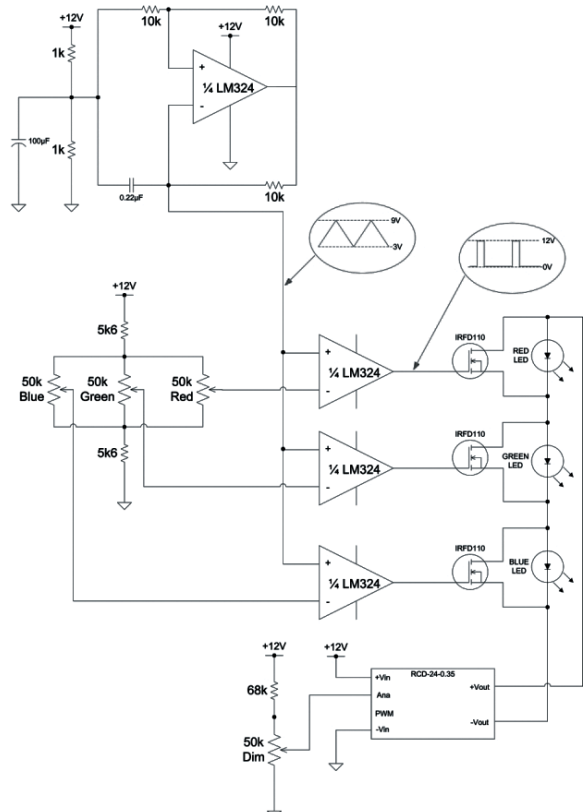 +12V
1k
10k
10k
+12V
+
-
¼ LM324
100µF
1k
0.22µF
10k
9V
3V
12V
0V
+12V
5k6
50k
Blue
50k
Green
50k
Red
5k6
+
-
¼ LM324
IRFD110
RED
LED
+
-
¼ LM324
IRFD110
GREEN
LED
+
-
¼ LM324
IRFD110
BLUE
LED
+12V
68k
50k
Dim
+12V
RCD-24-0.35
+Vin
Ana
PWM
-Vin
+Vout
-Vout